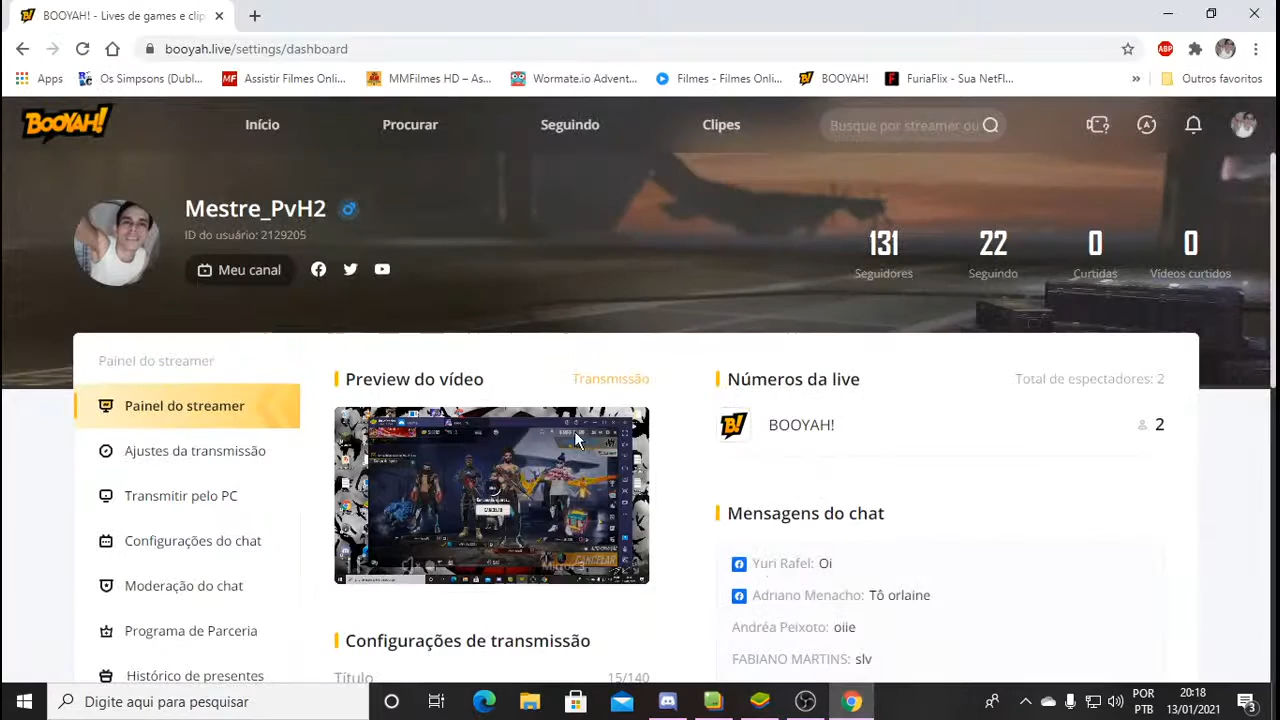 BOOYAH! - Lives de games e clip
booyah.live/settings/dashboard
ABP
Apps
Os Simpsons (Dubl...
MF Assistir Filmes Onli...
MMFilmes HD – As...
Wormate.io Advent...
Filmes - Filmes Onli...
BOOYAH!
F FuriaFlix - Sua NetFl...
»
Outros favoritos
BOOYAH!
Início
Procurar
Seguindo
Clipes
Busque por streamer ou
Mestre_PvH2
ID do usuário: 2129205
Meu canal
131
Seguidores
22
Seguindo
0
Curtidas
0
Vídeos curtidos
Painel do streamer
Painel do streamer
Ajustes da transmissão
Transmitir pelo PC
Configurações do chat
Moderação do chat
Programa de Parceria
Histórico de presentes
Preview do vídeo
Transmissão
CANCELAR
Configurações de transmissão
Título
15/140
Números da live
Total de espectadores: 2
BOOYAH!
2
Mensagens do chat
Yuri Rafel: Oi
Adriano Menacho: Tô orlaine
Andréa Peixoto: oiie
FABIANO MARTINS: slv
Digite aqui para pesquisar
POR
PTB
20:18
13/01/2021
3